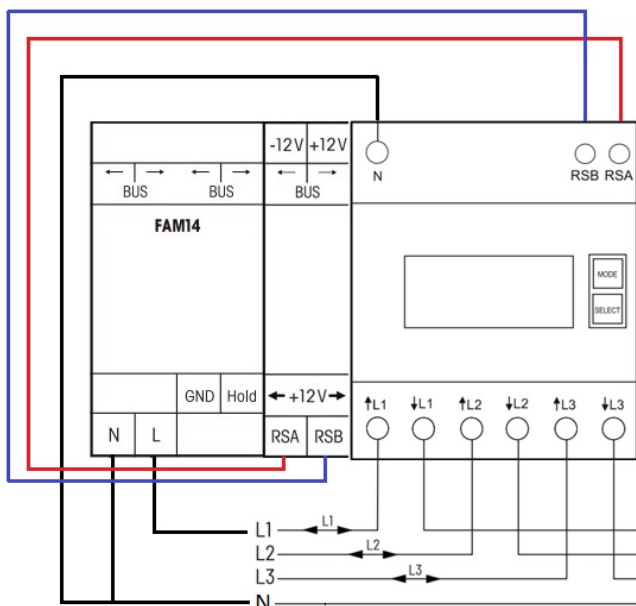 -12V +12V
N
RSB RSA
BUS BUS BUS
FAM14
MODE
SELECT
GND Hold +12V
↑L1 ↓L1 ↑L2 ↓L2 ↑L3 ↓L3
N L RSA RSB
L1 L1
L2 L2
L3 L3
N